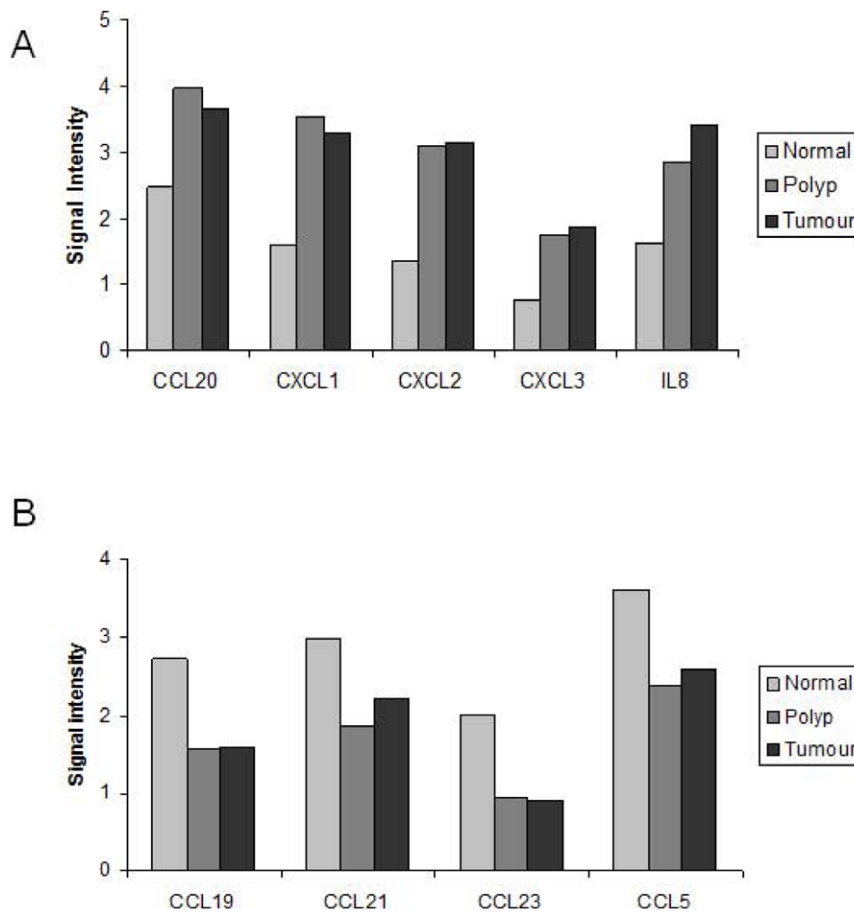 A
Signal Intensity
5
4
3
2
1
0
CCL20 CXCL1 CXCL2 CXCL3 IL8
Normal
Polyp
Tumour
B
Signal Intensity
4
3
2
1
0
CCL19 CCL21 CCL23 CCL5
Normal
Polyp
Tumour